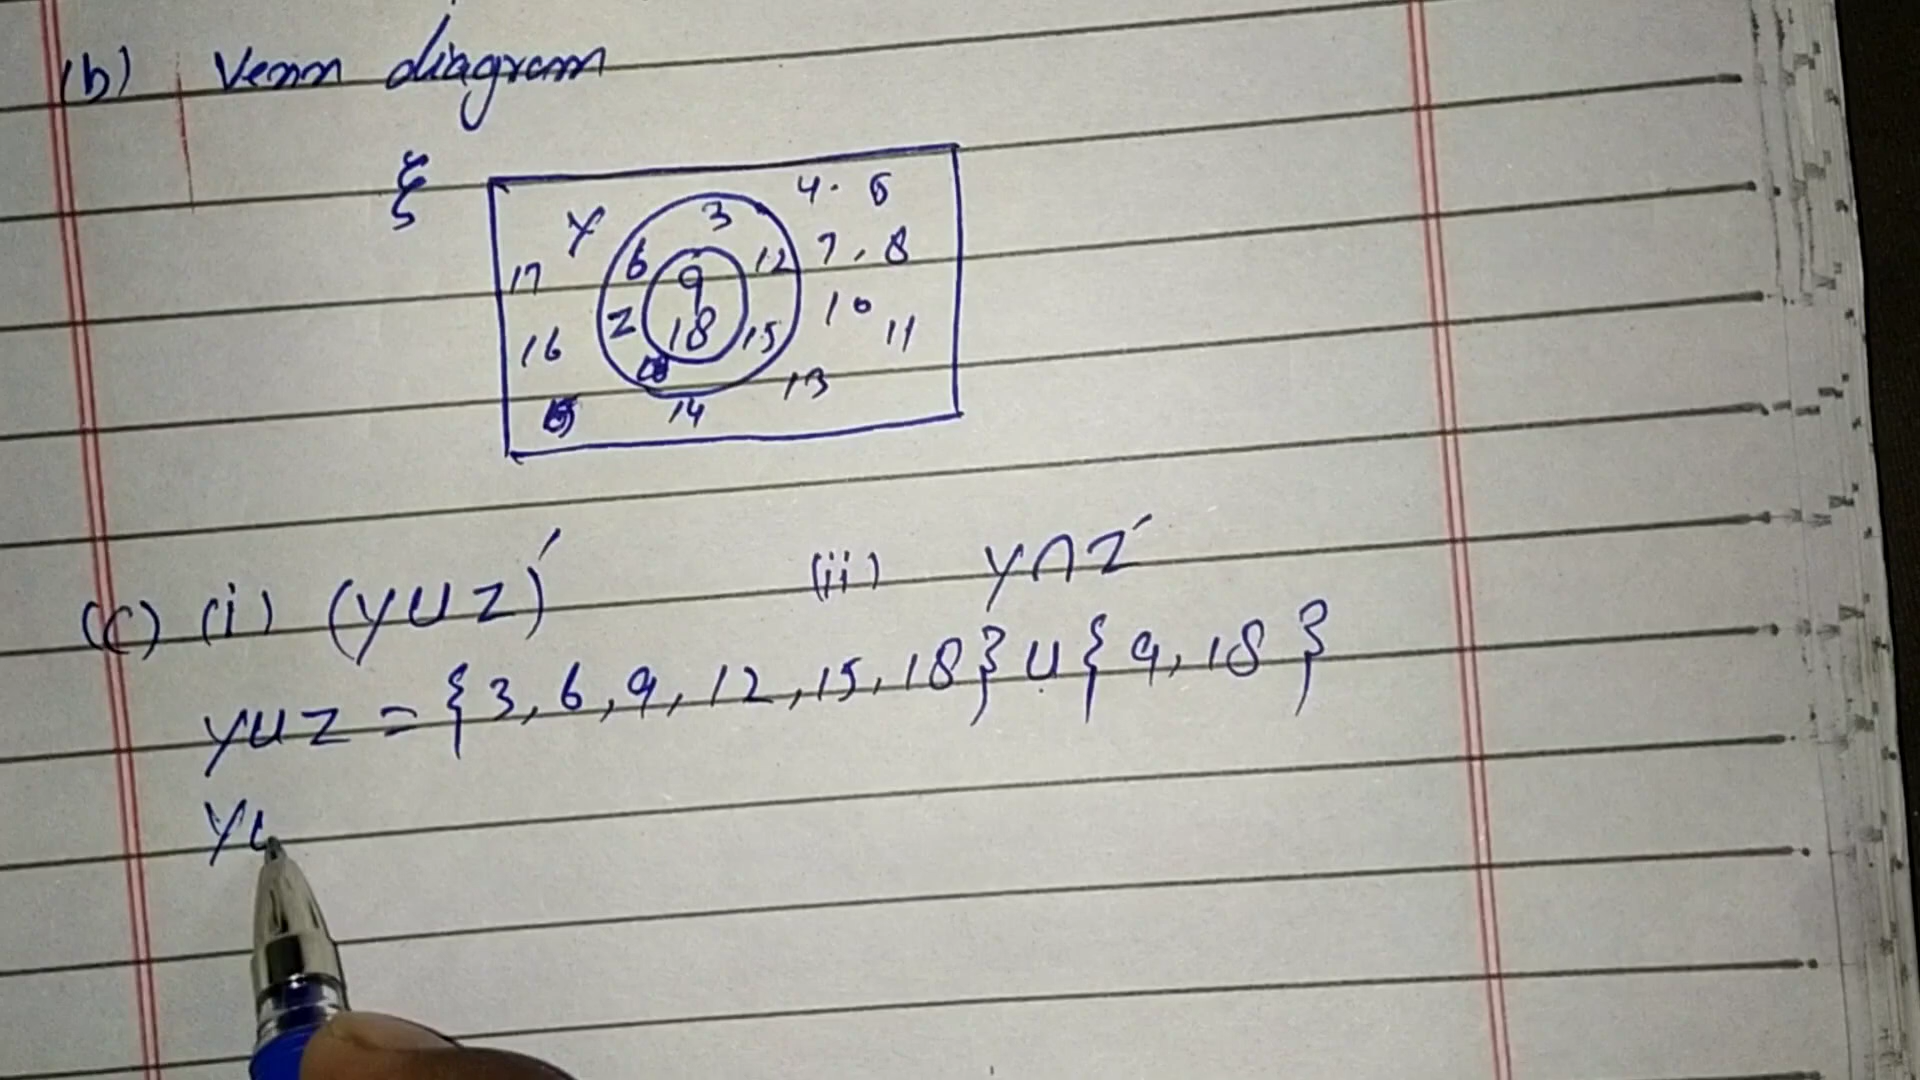 (b) Venn diagram
ξ
4. 5
Y 3
17 6 9 12 7, 8
Z 18 15 10
16 11
13
14
(c) (i) (YUZ)′ (ii) Y∩Z′
YUZ = {3, 6, 9, 12, 15, 18} U {9, 18}
YU